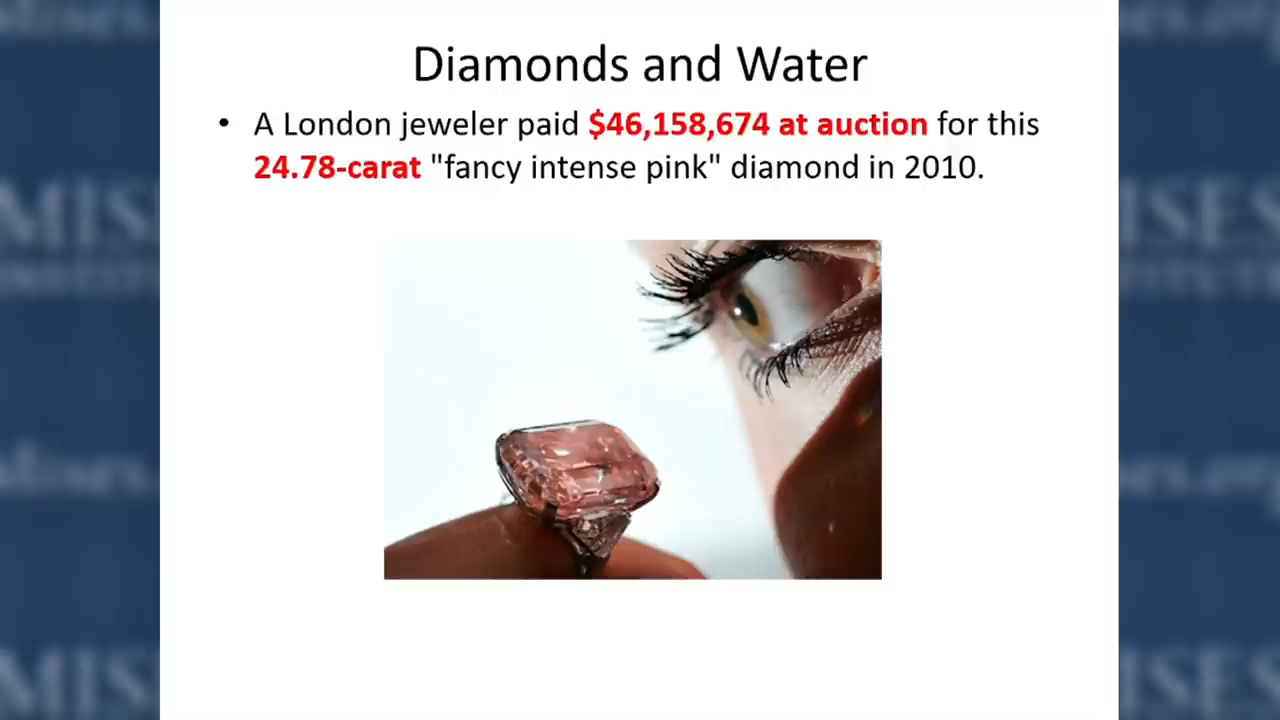 Diamonds and Water
• A London jeweler paid $46,158,674 at auction for this
24.78-carat "fancy intense pink" diamond in 2010.